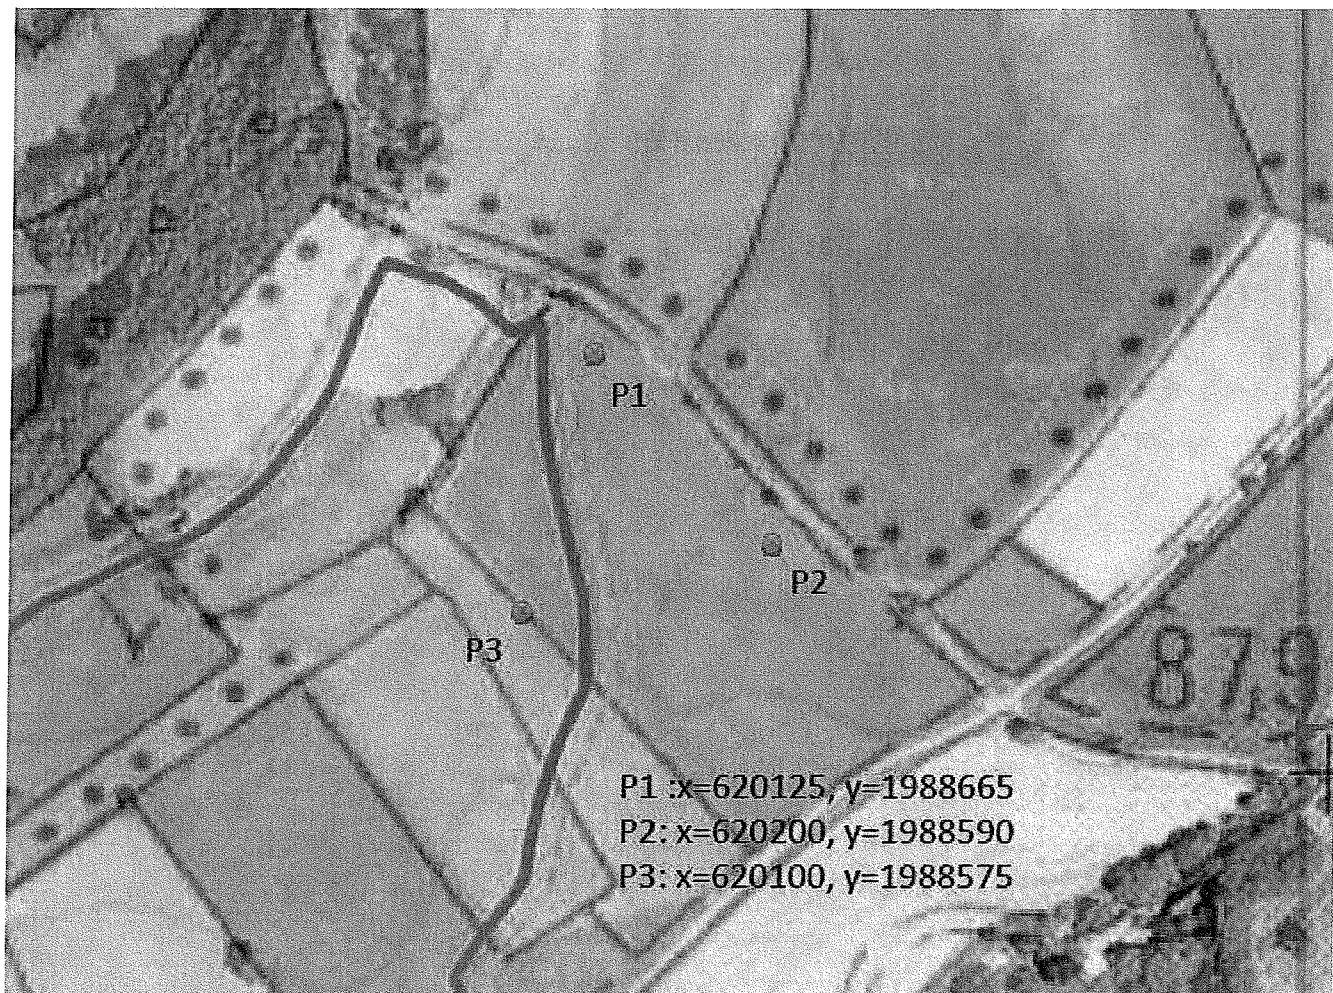 P1
P2
P3
879
P1 :x=620125, y=1988665
P2: x=620200, y=1988590
P3: x=620100, y=1988575